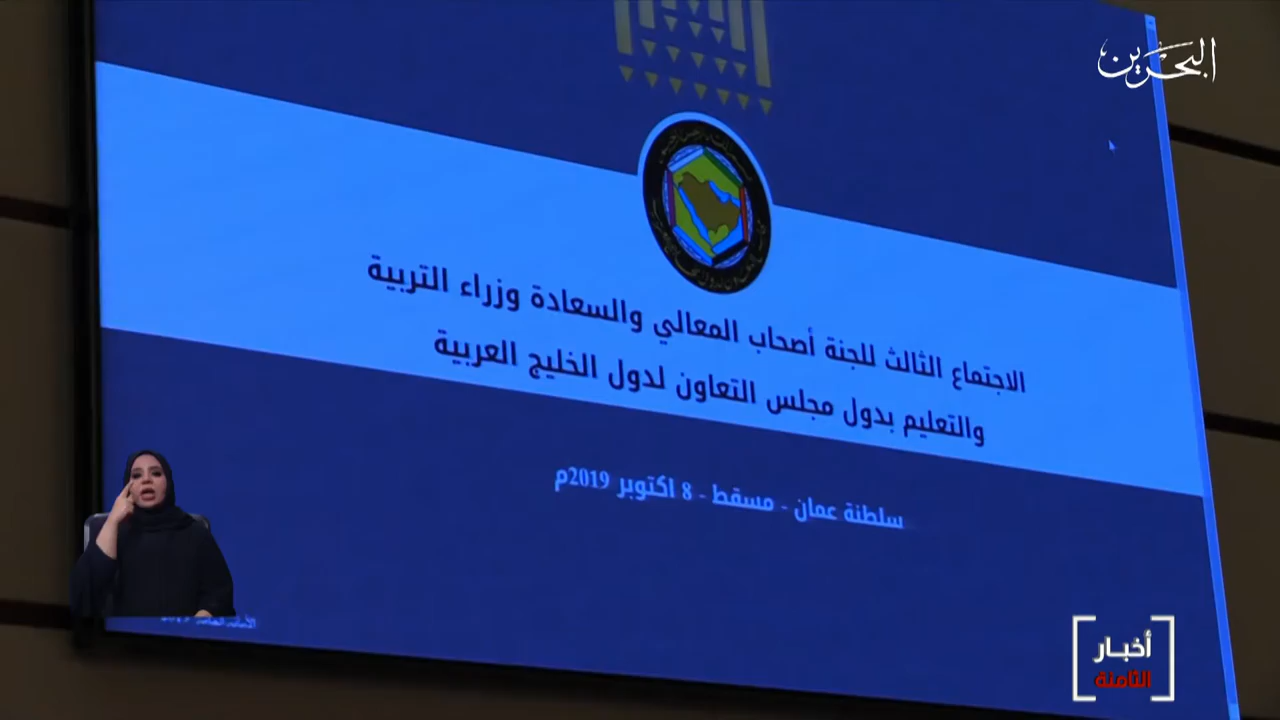 البحرين
الاجتماع الثالث للجنة أصحاب المعالي والسعادة وزراء التربية
والتعليم بدول مجلس التعاون لدول الخليج العربية
سلطنة عمان - مسقط - 8 اكتوبر 2019م
أخبار
الثامنة